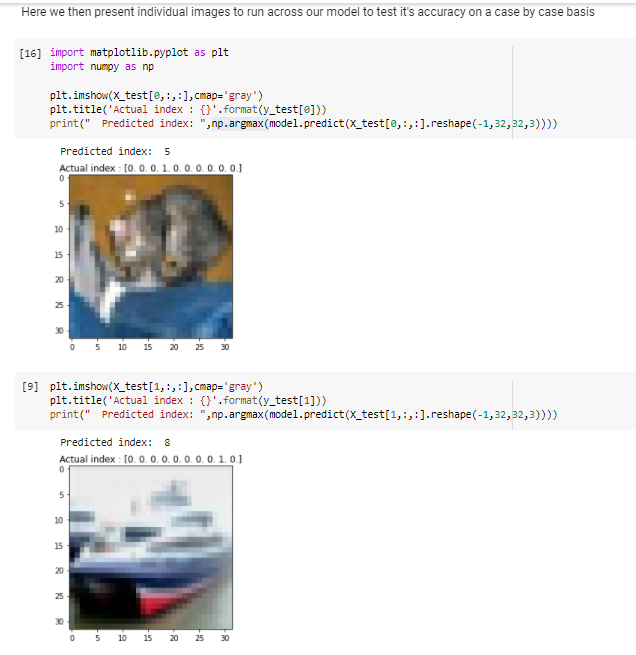 Here we then present individual images to run across our model to test it's accuracy on a case by case basis
[16] import matplotlib.pyplot as plt
import numpy as np
plt.imshow(X_test[0,:,:],cmap='gray')
plt.title('Actual index : {}'.format(y_test[0]))
print("  Predicted index: ",np.argmax(model.predict(X_test[0,:,:].reshape(-1,32,32,3))))
Predicted index:  5
Actual index : [0. 0. 0. 1. 0. 0. 0. 0. 0. 0.]
0
5
10
15
20
25
30
0 5 10 15 20 25 30
[9] plt.imshow(X_test[1,:,:],cmap='gray')
plt.title('Actual index : {}'.format(y_test[1]))
print("  Predicted index: ",np.argmax(model.predict(X_test[1,:,:].reshape(-1,32,32,3))))
Predicted index:  8
Actual index : [0. 0. 0. 0. 0. 0. 0. 0. 1. 0.]
0
5
10
15
20
25
30
0 5 10 15 20 25 30